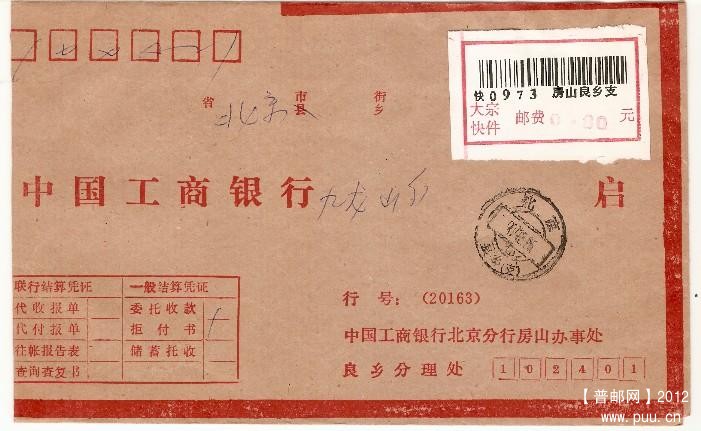 快0973 房山良乡支
大宗
快件 邮费 0.00 元
省 北京 市县 街乡
中国工商银行 九龙山 启
北京
联行结算凭证 一般结算凭证
代收报单 委托收款
代付报单 拒付书
往帐报告表 储蓄托收
查询查复书
行号：(20163)
中国工商银行北京分行房山办事处
良乡分理处 102401
【普邮网】2012
www.puu.cn